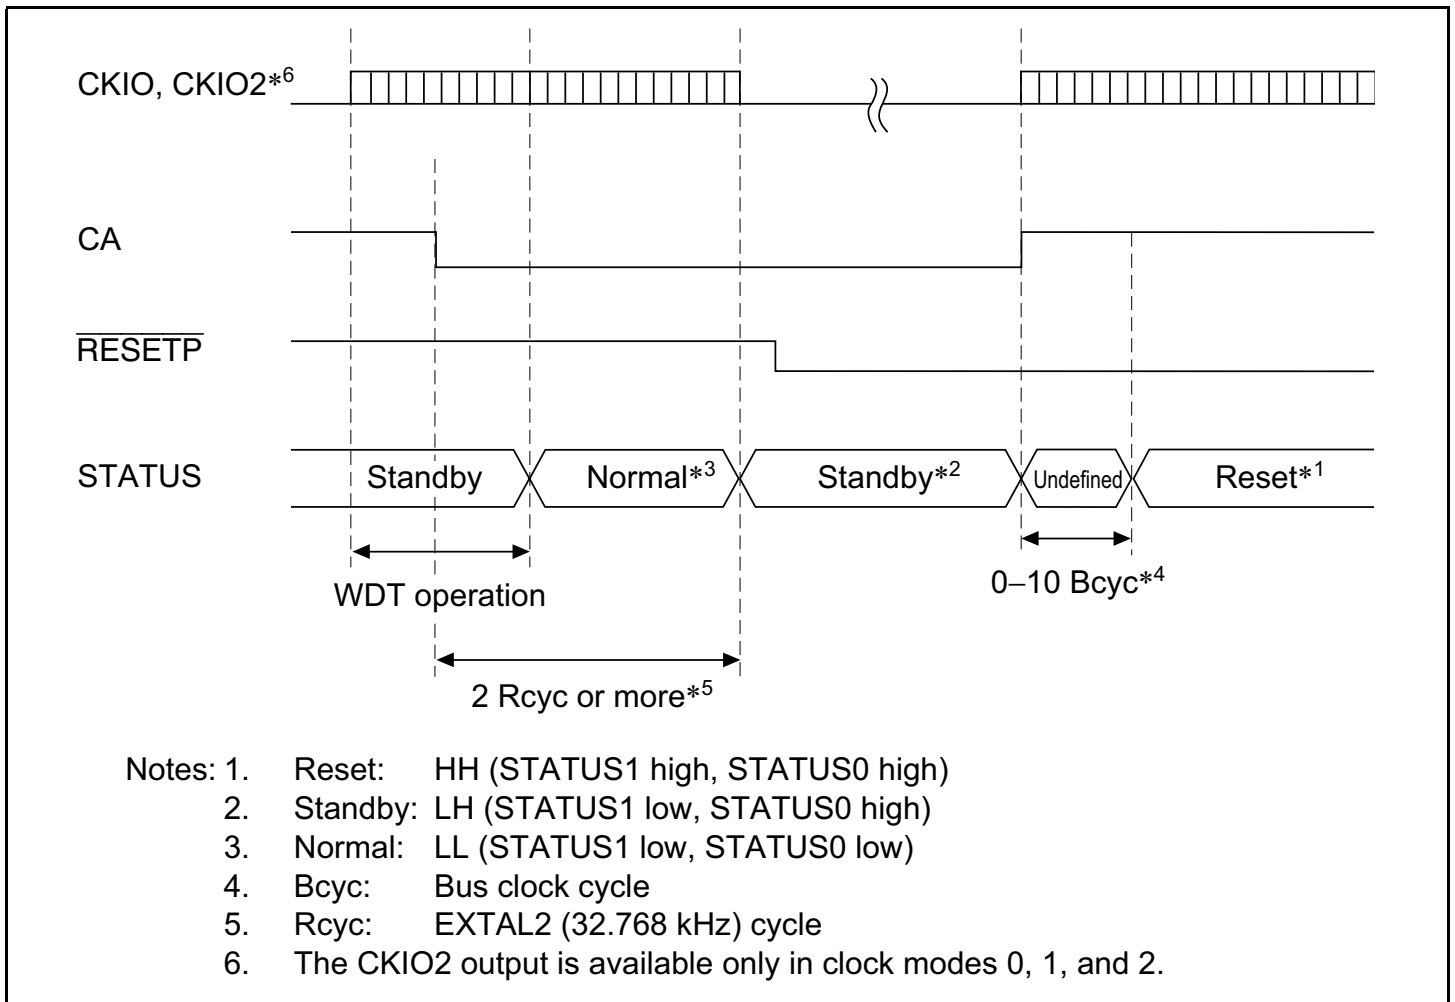 CKIO, CKIO2*6
CA
RESETP
STATUS
Standby
Normal*3
Standby*2
Undefined
Reset*1
WDT operation
0–10 Bcyc*4
2 Rcyc or more*5
Notes: 1. Reset: HH (STATUS1 high, STATUS0 high)
2. Standby: LH (STATUS1 low, STATUS0 high)
3. Normal: LL (STATUS1 low, STATUS0 low)
4. Bcyc: Bus clock cycle
5. Rcyc: EXTAL2 (32.768 kHz) cycle
6. The CKIO2 output is available only in clock modes 0, 1, and 2.